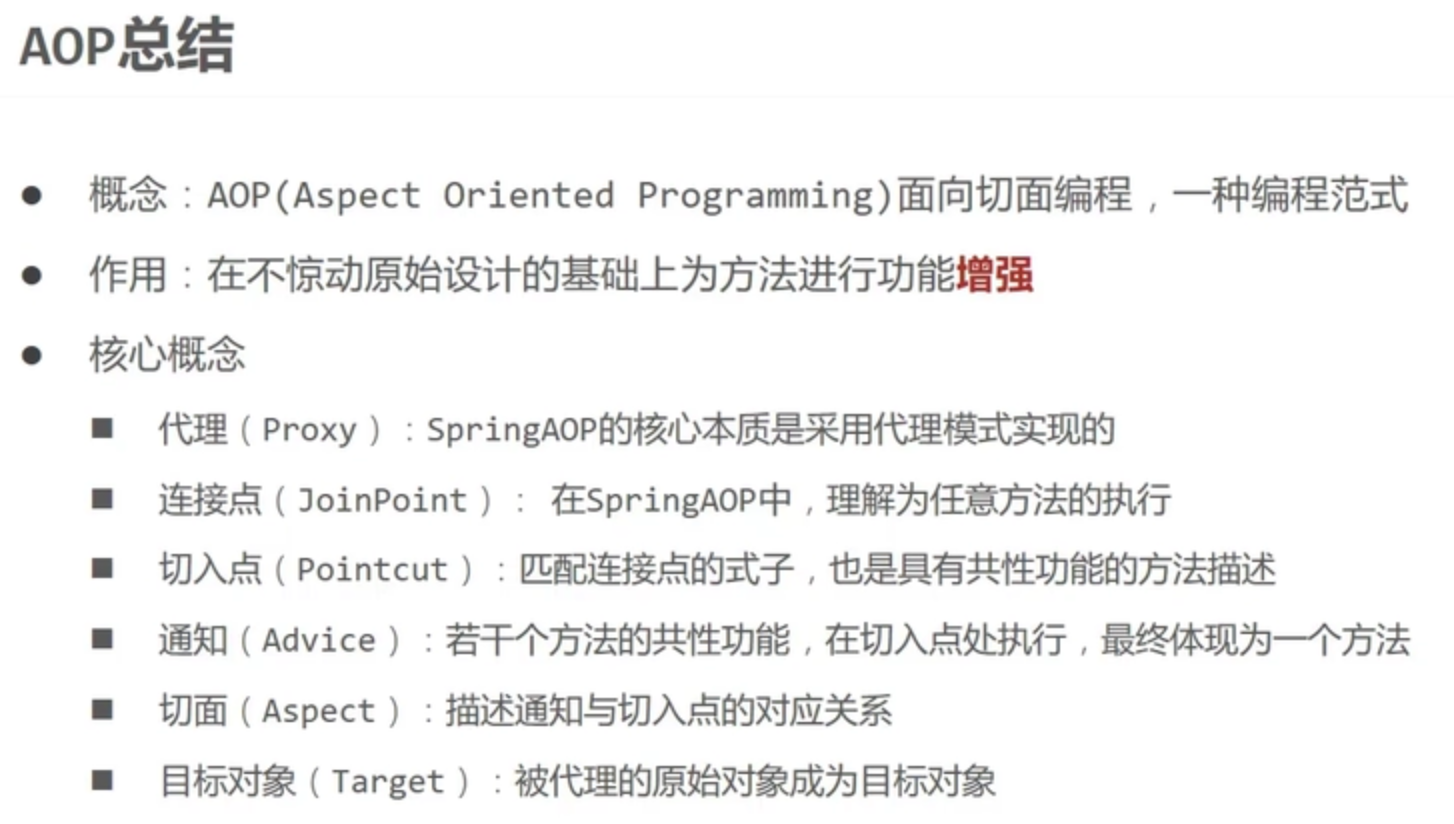 AOP总结
● 概念：AOP(Aspect Oriented Programming)面向切面编程，一种编程范式
● 作用：在不惊动原始设计的基础上为方法进行功能增强
● 核心概念
■ 代理（Proxy）：SpringAOP的核心本质是采用代理模式实现的
■ 连接点（JoinPoint）： 在SpringAOP中，理解为任意方法的执行
■ 切入点（Pointcut）：匹配连接点的式子，也是具有共性功能的方法描述
■ 通知（Advice）：若干个方法的共性功能，在切入点处执行，最终体现为一个方法
■ 切面（Aspect）：描述通知与切入点的对应关系
■ 目标对象（Target）：被代理的原始对象成为目标对象